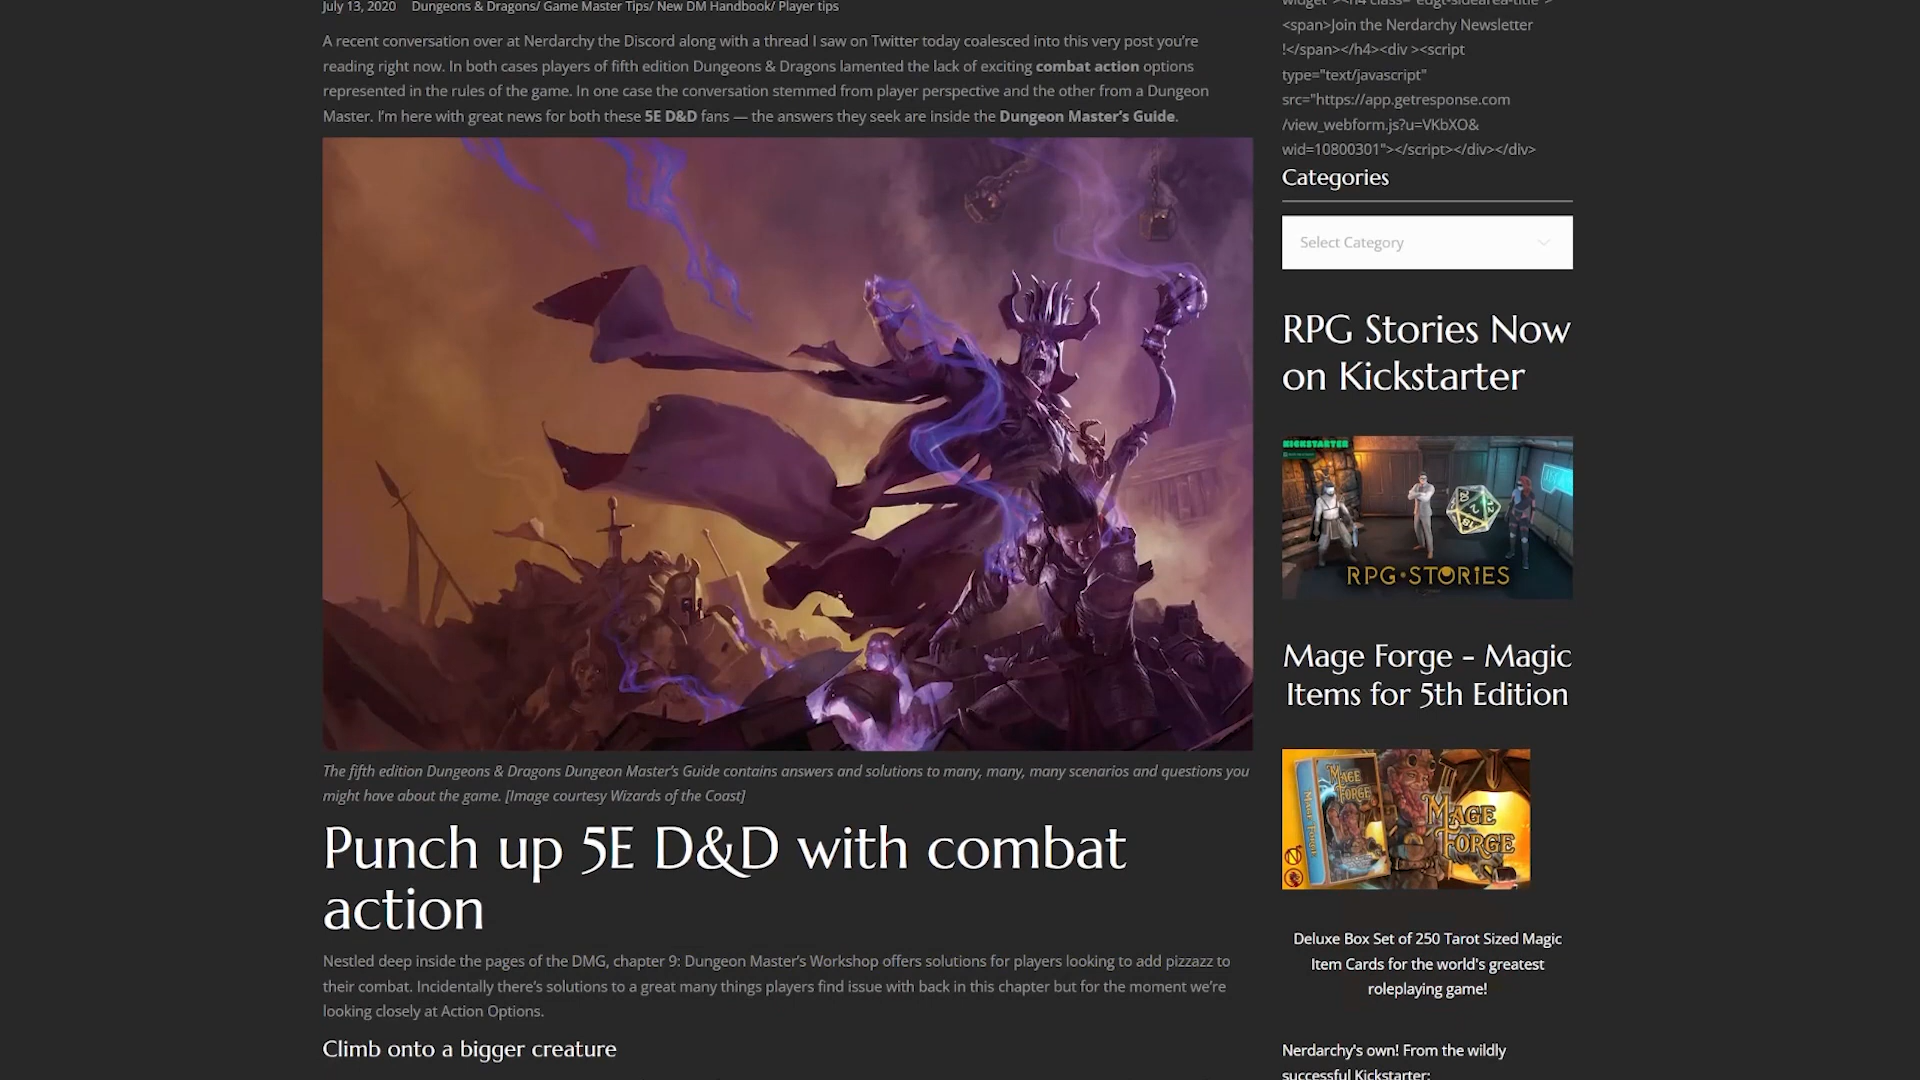 July 13, 2020 Dungeons & Dragons/ Game Master Tips/ New DM Handbook/ Player tips
A recent conversation over at Nerdarchy the Discord along with a thread I saw on Twitter today coalesced into this very post you're
reading right now. In both cases players of fifth edition Dungeons & Dragons lamented the lack of exciting combat action options
represented in the rules of the game. In one case the conversation stemmed from player perspective and the other from a Dungeon
Master. I'm here with great news for both these 5E D&D fans — the answers they seek are inside the Dungeon Master's Guide.
The fifth edition Dungeons & Dragons Dungeon Master's Guide contains answers and solutions to many, many, many scenarios and questions you
might have about the game. [Image courtesy Wizards of the Coast]
Punch up 5E D&D with combat
action
Nestled deep inside the pages of the DMG, chapter 9: Dungeon Master's Workshop offers solutions for players looking to add pizzazz to
their combat. Incidentally there's solutions to a great many things players find issue with back in this chapter but for the moment we're
looking closely at Action Options.
Climb onto a bigger creature
widget"><h4 class="edgt-sidearea-title">
<span>Join the Nerdarchy Newsletter
!</span></h4><div ><script
type="text/javascript"
src="https://app.getresponse.com
/view_webform.js?u=VKbXO&
wid=10800301"></script></div></div>
Categories
Select Category
RPG Stories Now
on Kickstarter
KICKSTARTER
RPG STORIES
Mage Forge - Magic
Items for 5th Edition
MAGE
FORGE
MAGE FORGE
MAGE
FORGE
Deluxe Box Set of 250 Tarot Sized Magic
Item Cards for the world's greatest
roleplaying game!
Nerdarchy's own! From the wildly
successful Kickstarter: